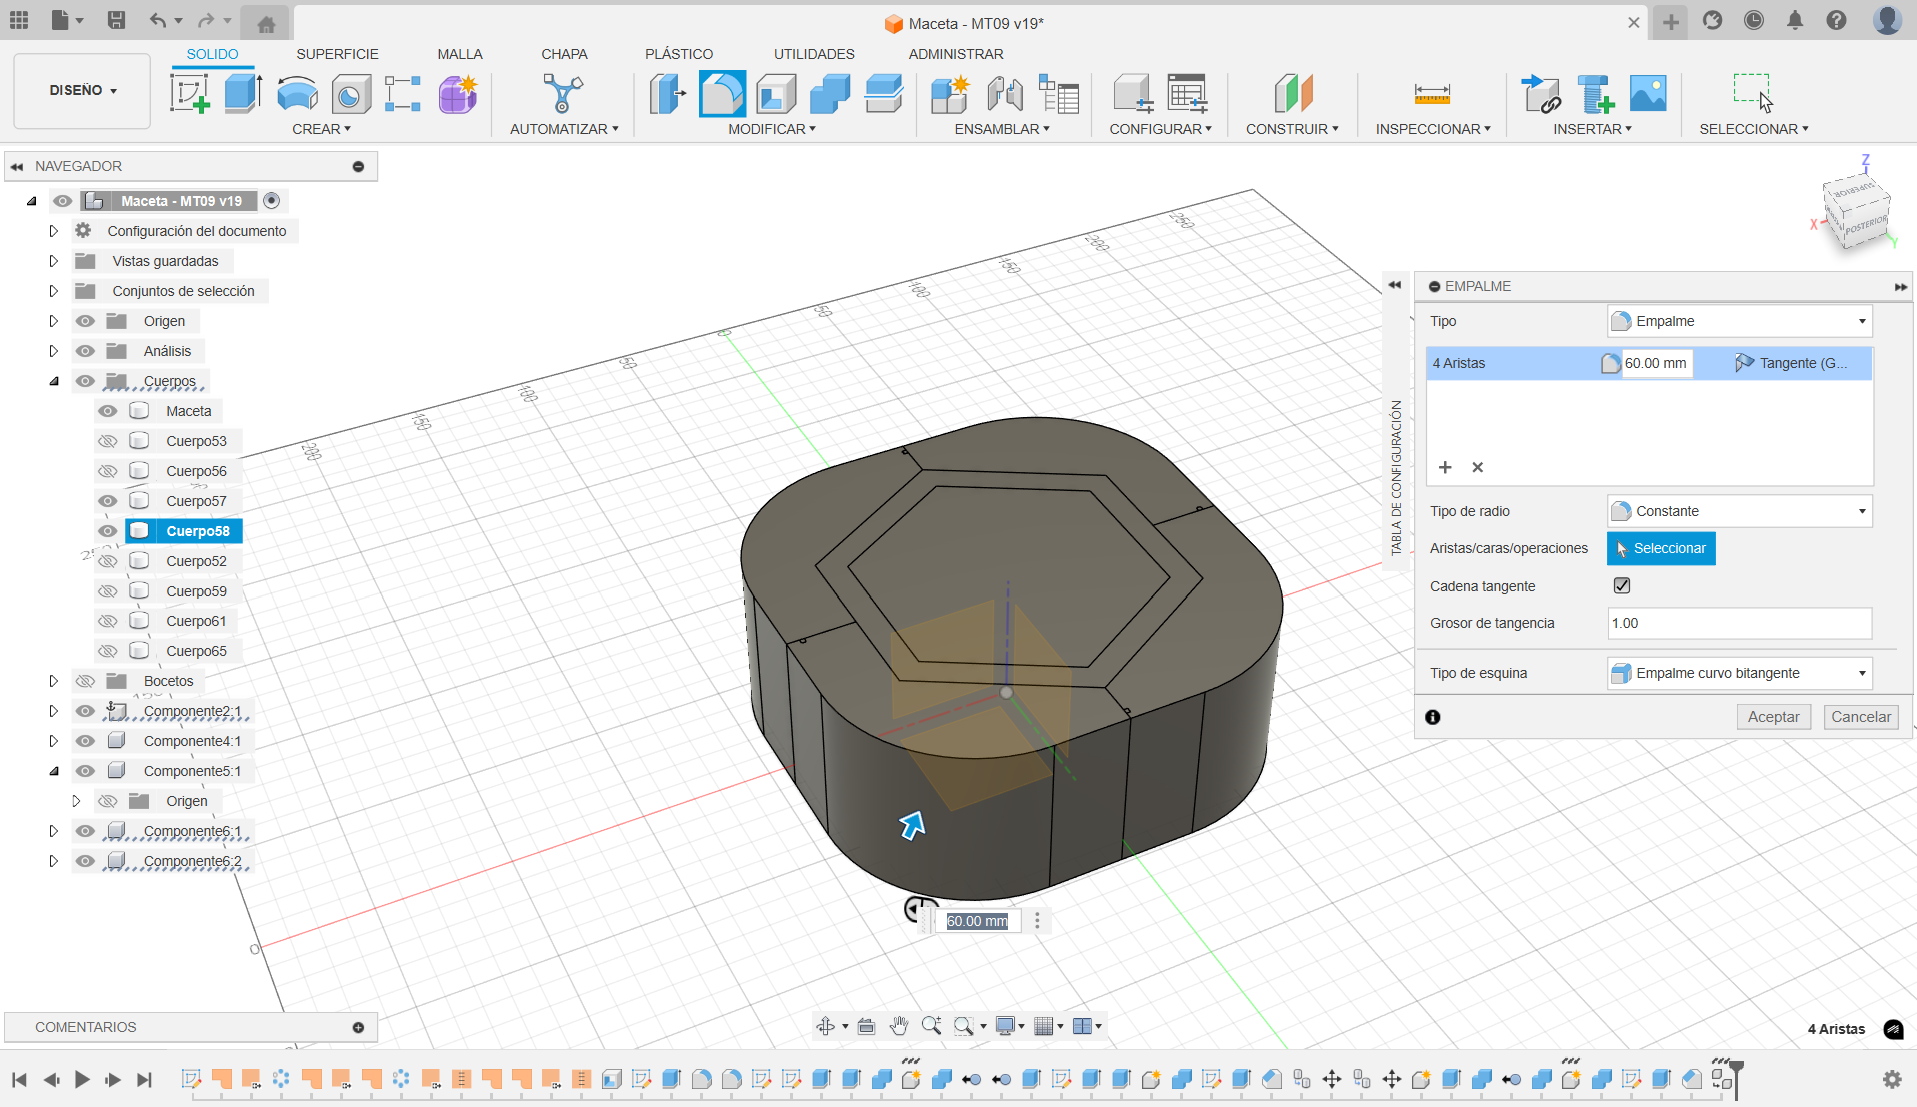 Maceta - MT09 v19*
DISEÑO
SOLIDO
SUPERFICIE
MALLA
CHAPA
PLÁSTICO
UTILIDADES
ADMINISTRAR
CREAR
AUTOMATIZAR
MODIFICAR
ENSAMBLAR
CONFIGURAR
CONSTRUIR
INSPECCIONAR
INSERTAR
SELECCIONAR
NAVEGADOR
Maceta - MT09 v19
Configuración del documento
Vistas guardadas
Conjuntos de selección
Origen
Análisis
Cuerpos
Maceta
Cuerpo53
Cuerpo56
Cuerpo57
Cuerpo58
Cuerpo52
Cuerpo59
Cuerpo61
Cuerpo65
Bocetos
Componente2:1
Componente4:1
Componente5:1
Origen
Componente6:1
Componente6:2
250
200
150
100
50
0
50
100
150
200
0
60.00 mm
Z
X
Y
SUPERIOR
POSTERIOR
TABLA DE CONFIGURACIÓN
EMPALME
Tipo
Empalme
4 Aristas
60.00 mm
Tangente (G...
Tipo de radio
Constante
Aristas/caras/operaciones
Seleccionar
Cadena tangente
Grosor de tangencia
1.00
Tipo de esquina
Empalme curvo bitangente
Aceptar
Cancelar
COMENTARIOS
4 Aristas